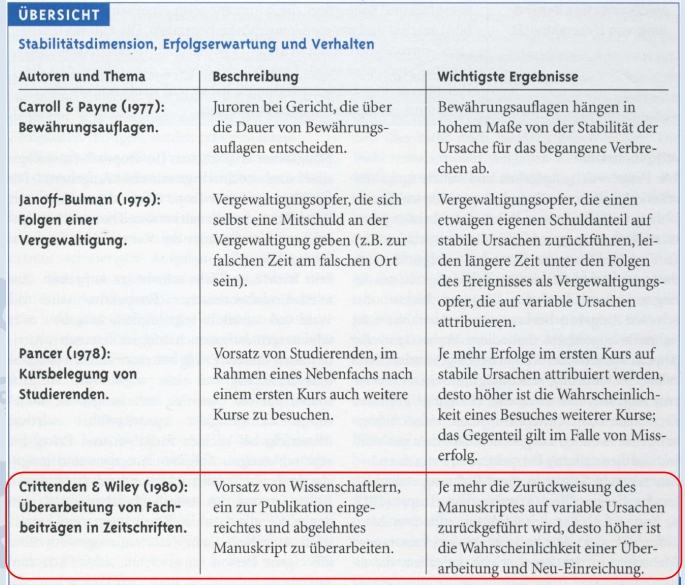 ÜBERSICHT
Stabilitätsdimension, Erfolgserwartung und Verhalten
Autoren und Thema
Beschreibung
Wichtigste Ergebnisse
Carroll & Payne (1977):
Bewährungsauflagen.
Juroren bei Gericht, die über
die Dauer von Bewährungs-
auflagen entscheiden.
Bewährungsauflagen hängen in
hohem Maße von der Stabilität der
Ursache für das begangene Verbre-
chen ab.
Janoff-Bulman (1979):
Folgen einer
Vergewaltigung.
Vergewaltigungsopfer, die sich
selbst eine Mitschuld an der
Vergewaltigung geben (z.B. zur
falschen Zeit am falschen Ort
sein).
Vergewaltigungsopfer, die einen
etwaigen eigenen Schuldanteil auf
stabile Ursachen zurückführen, lei-
den längere Zeit unter den Folgen
des Ereignisses als Vergewaltigungs-
opfer, die auf variable Ursachen
attribuieren.
Pancer (1978):
Kursbelegung von
Studierenden.
Vorsatz von Studierenden, im
Rahmen eines Nebenfachs nach
einem ersten Kurs auch weitere
Kurse zu besuchen.
Je mehr Erfolge im ersten Kurs auf
stabile Ursachen attribuiert werden,
desto höher ist die Wahrscheinlich-
keit eines Besuches weiterer Kurse;
das Gegenteil gilt im Falle von Miss-
erfolg.
Crittenden & Wiley (1980):
Überarbeitung von Fach-
beiträgen in Zeitschriften.
Vorsatz von Wissenschaftlern,
ein zur Publikation einge-
reichtes und abgelehntes
Manuskript zu überarbeiten.
Je mehr die Zurückweisung des
Manuskriptes auf variable Ursachen
zurückgeführt wird, desto höher ist
die Wahrscheinlichkeit einer Über-
arbeitung und Neu-Einreichung.